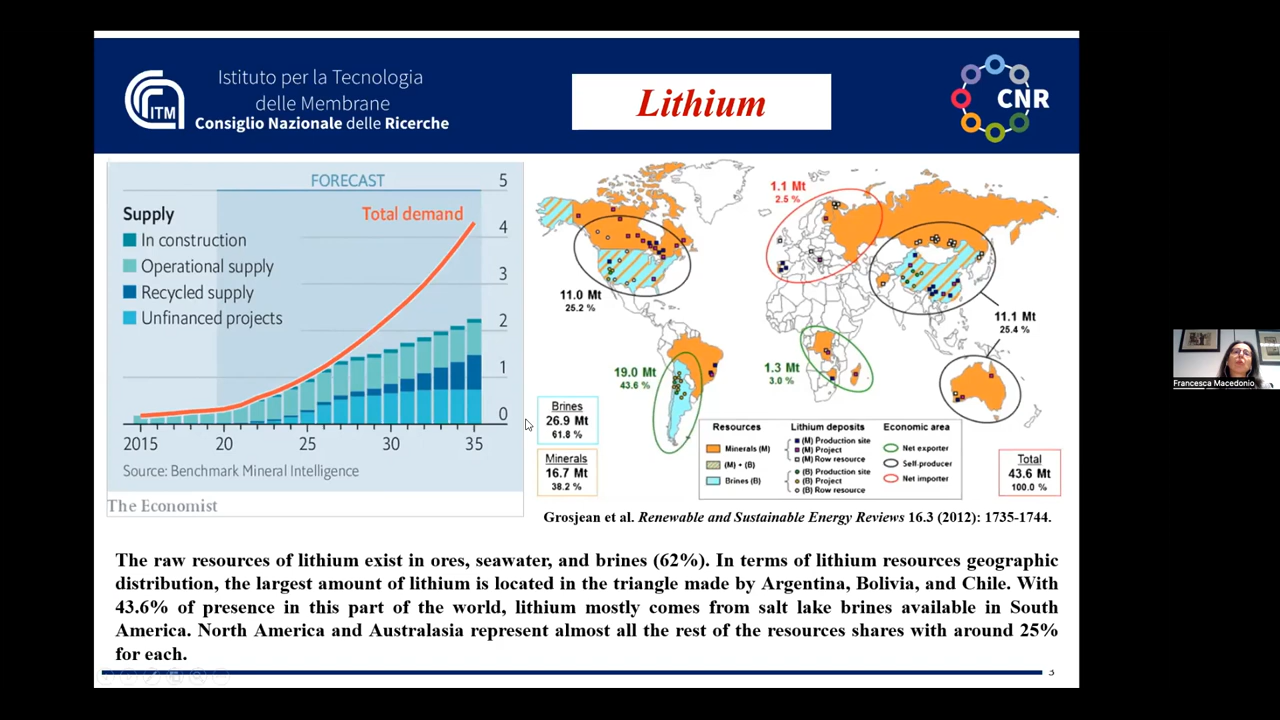 Istituto per la Tecnologia
delle Membrane
Consiglio Nazionale delle Ricerche
ITM
Lithium
CNR
FORECAST
5
Supply
Total demand
4
In construction
Operational supply
3
Recycled supply
Unfinanced projects
2
1
0
2015
20
25
30
35
Source: Benchmark Mineral Intelligence
The Economist
1.1 Mt
2.5 %
11.0 Mt
25.2 %
11.1 Mt
25.4 %
19.0 Mt
43.6 %
1.3 Mt
3.0 %
Brines
26.9 Mt
61.8 %
Minerals
16.7 Mt
38.2 %
Resources
Minerals (M)
(M) + (B)
Brines (B)
Lithium deposits
(M) Production site
(M) Project
(M) Row resource
(B) Production site
(B) Project
(B) Row resource
Economic area
Net exporter
Self-producer
Net importer
Total
43.6 Mt
100.0 %
Grosjean et al. Renewable and Sustainable Energy Reviews 16.3 (2012): 1735-1744.
The raw resources of lithium exist in ores, seawater, and brines (62%). In terms of lithium resources geographic
distribution, the largest amount of lithium is located in the triangle made by Argentina, Bolivia, and Chile. With
43.6% of presence in this part of the world, lithium mostly comes from salt lake brines available in South
America. North America and Australasia represent almost all the rest of the resources shares with around 25%
for each.
3
Francesca Macedonio